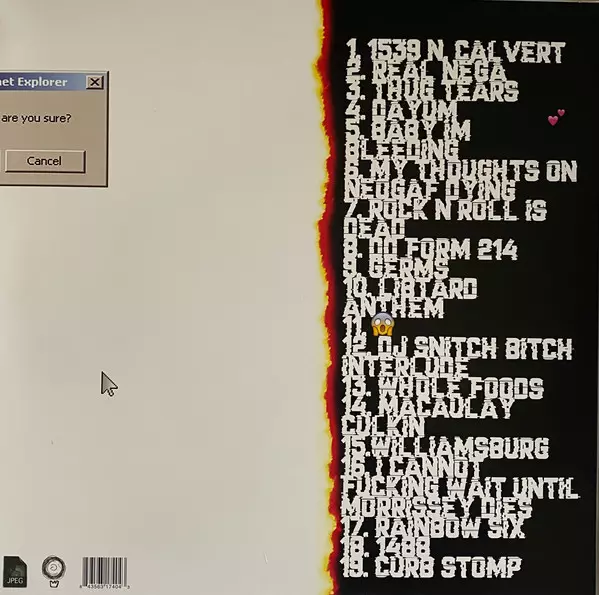 net Explorer
are you sure?
Cancel
1. 1539 N. CALVERT
2. REAL NEGA
3. THUG TEARS
4. DAYUM
5. BABY IM
BLEEDING
6. MY THOUGHTS ON
NEOGAF DYING
7. ROCK N ROLL IS
DEAD
8. DD FORM 214
9. GERMS
10. LIBTARD
ANTHEM
11. 😱
12. DJ SNITCH BITCH
INTERLUDE
13. WHOLE FOODS
14. MACAULAY
CULKIN
15.WILLIAMSBURG
16. I CANNOT
FUCKING WAIT UNTIL
MORRISSEY DIES
17. RAINBOW SIX
18. 1488
19. CURB STOMP
JPEG
43563 17404